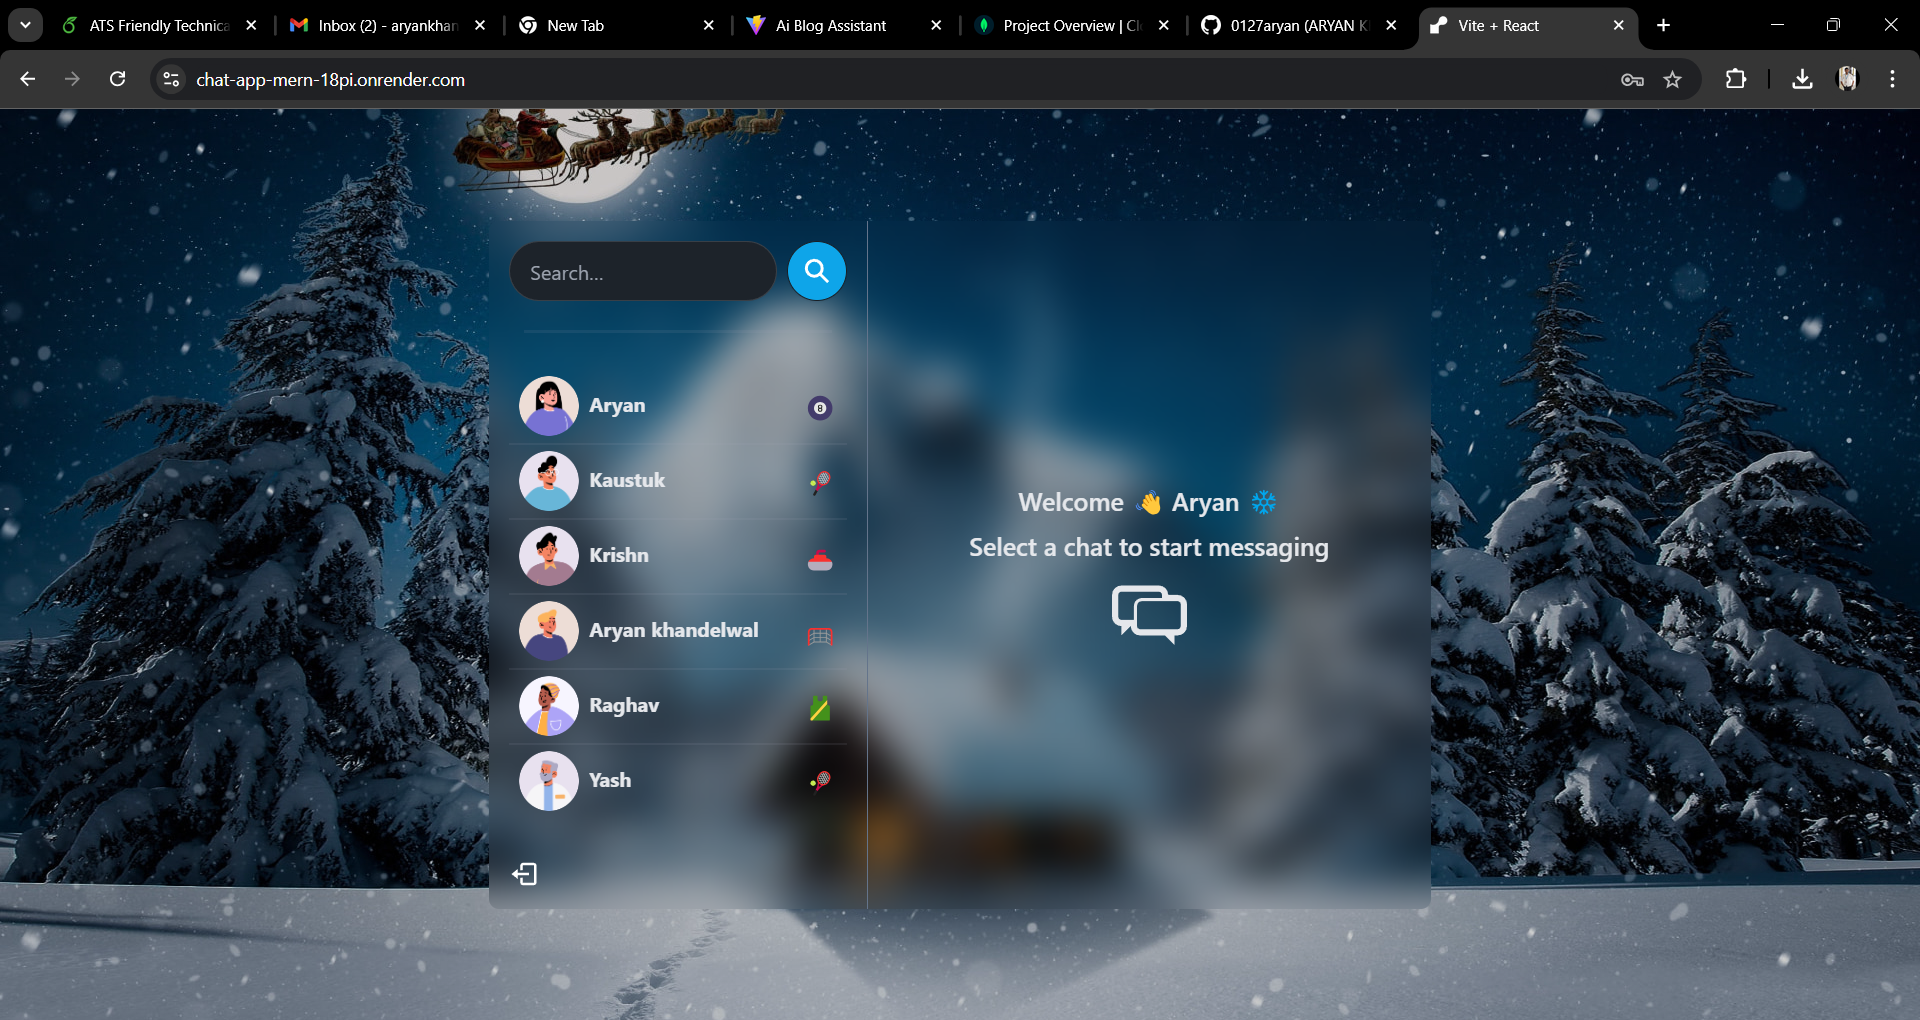 ATS Friendly Technica
Inbox (2) - aryankhan
New Tab
Ai Blog Assistant
Project Overview | Cl
0127aryan (ARYAN K
Vite + React
chat-app-mern-18pi.onrender.com
Search...
Aryan
8
Kaustuk
Krishn
Aryan khandelwal
Raghav
Yash
Welcome 👋 Aryan ❄
Select a chat to start messaging